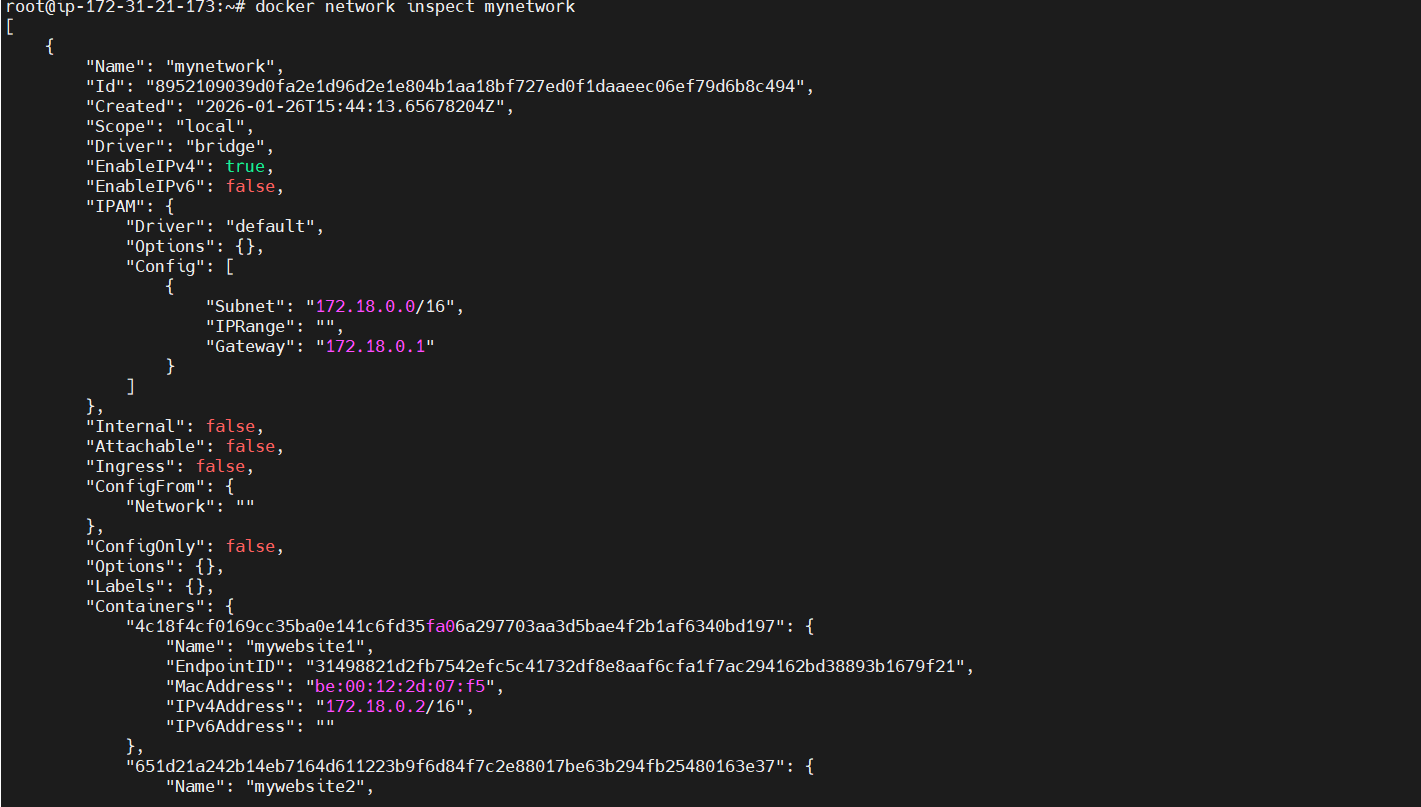 root@ip-172-31-21-173:~# docker network inspect mynetwork
[
    {
        "Name": "mynetwork",
        "Id": "8952109039d0fa2e1d96d2e1e804b1aa18bf727ed0f1daaeec06ef79d6b8c494",
        "Created": "2026-01-26T15:44:13.65678204Z",
        "Scope": "local",
        "Driver": "bridge",
        "EnableIPv4": true,
        "EnableIPv6": false,
        "IPAM": {
            "Driver": "default",
            "Options": {},
            "Config": [
                {
                    "Subnet": "172.18.0.0/16",
                    "IPRange": "",
                    "Gateway": "172.18.0.1"
                }
            ]
        },
        "Internal": false,
        "Attachable": false,
        "Ingress": false,
        "ConfigFrom": {
            "Network": ""
        },
        "ConfigOnly": false,
        "Options": {},
        "Labels": {},
        "Containers": {
            "4c18f4cf0169cc35ba0e141c6fd35fa06a297703aa3d5bae4f2b1af6340bd197": {
                "Name": "mywebsite1",
                "EndpointID": "31498821d2fb7542efc5c41732df8e8aaf6cfa1f7ac294162bd38893b1679f21",
                "MacAddress": "be:00:12:2d:07:f5",
                "IPv4Address": "172.18.0.2/16",
                "IPv6Address": ""
            },
            "651d21a242b14eb7164d611223b9f6d84f7c2e88017be63b294fb25480163e37": {
                "Name": "mywebsite2",